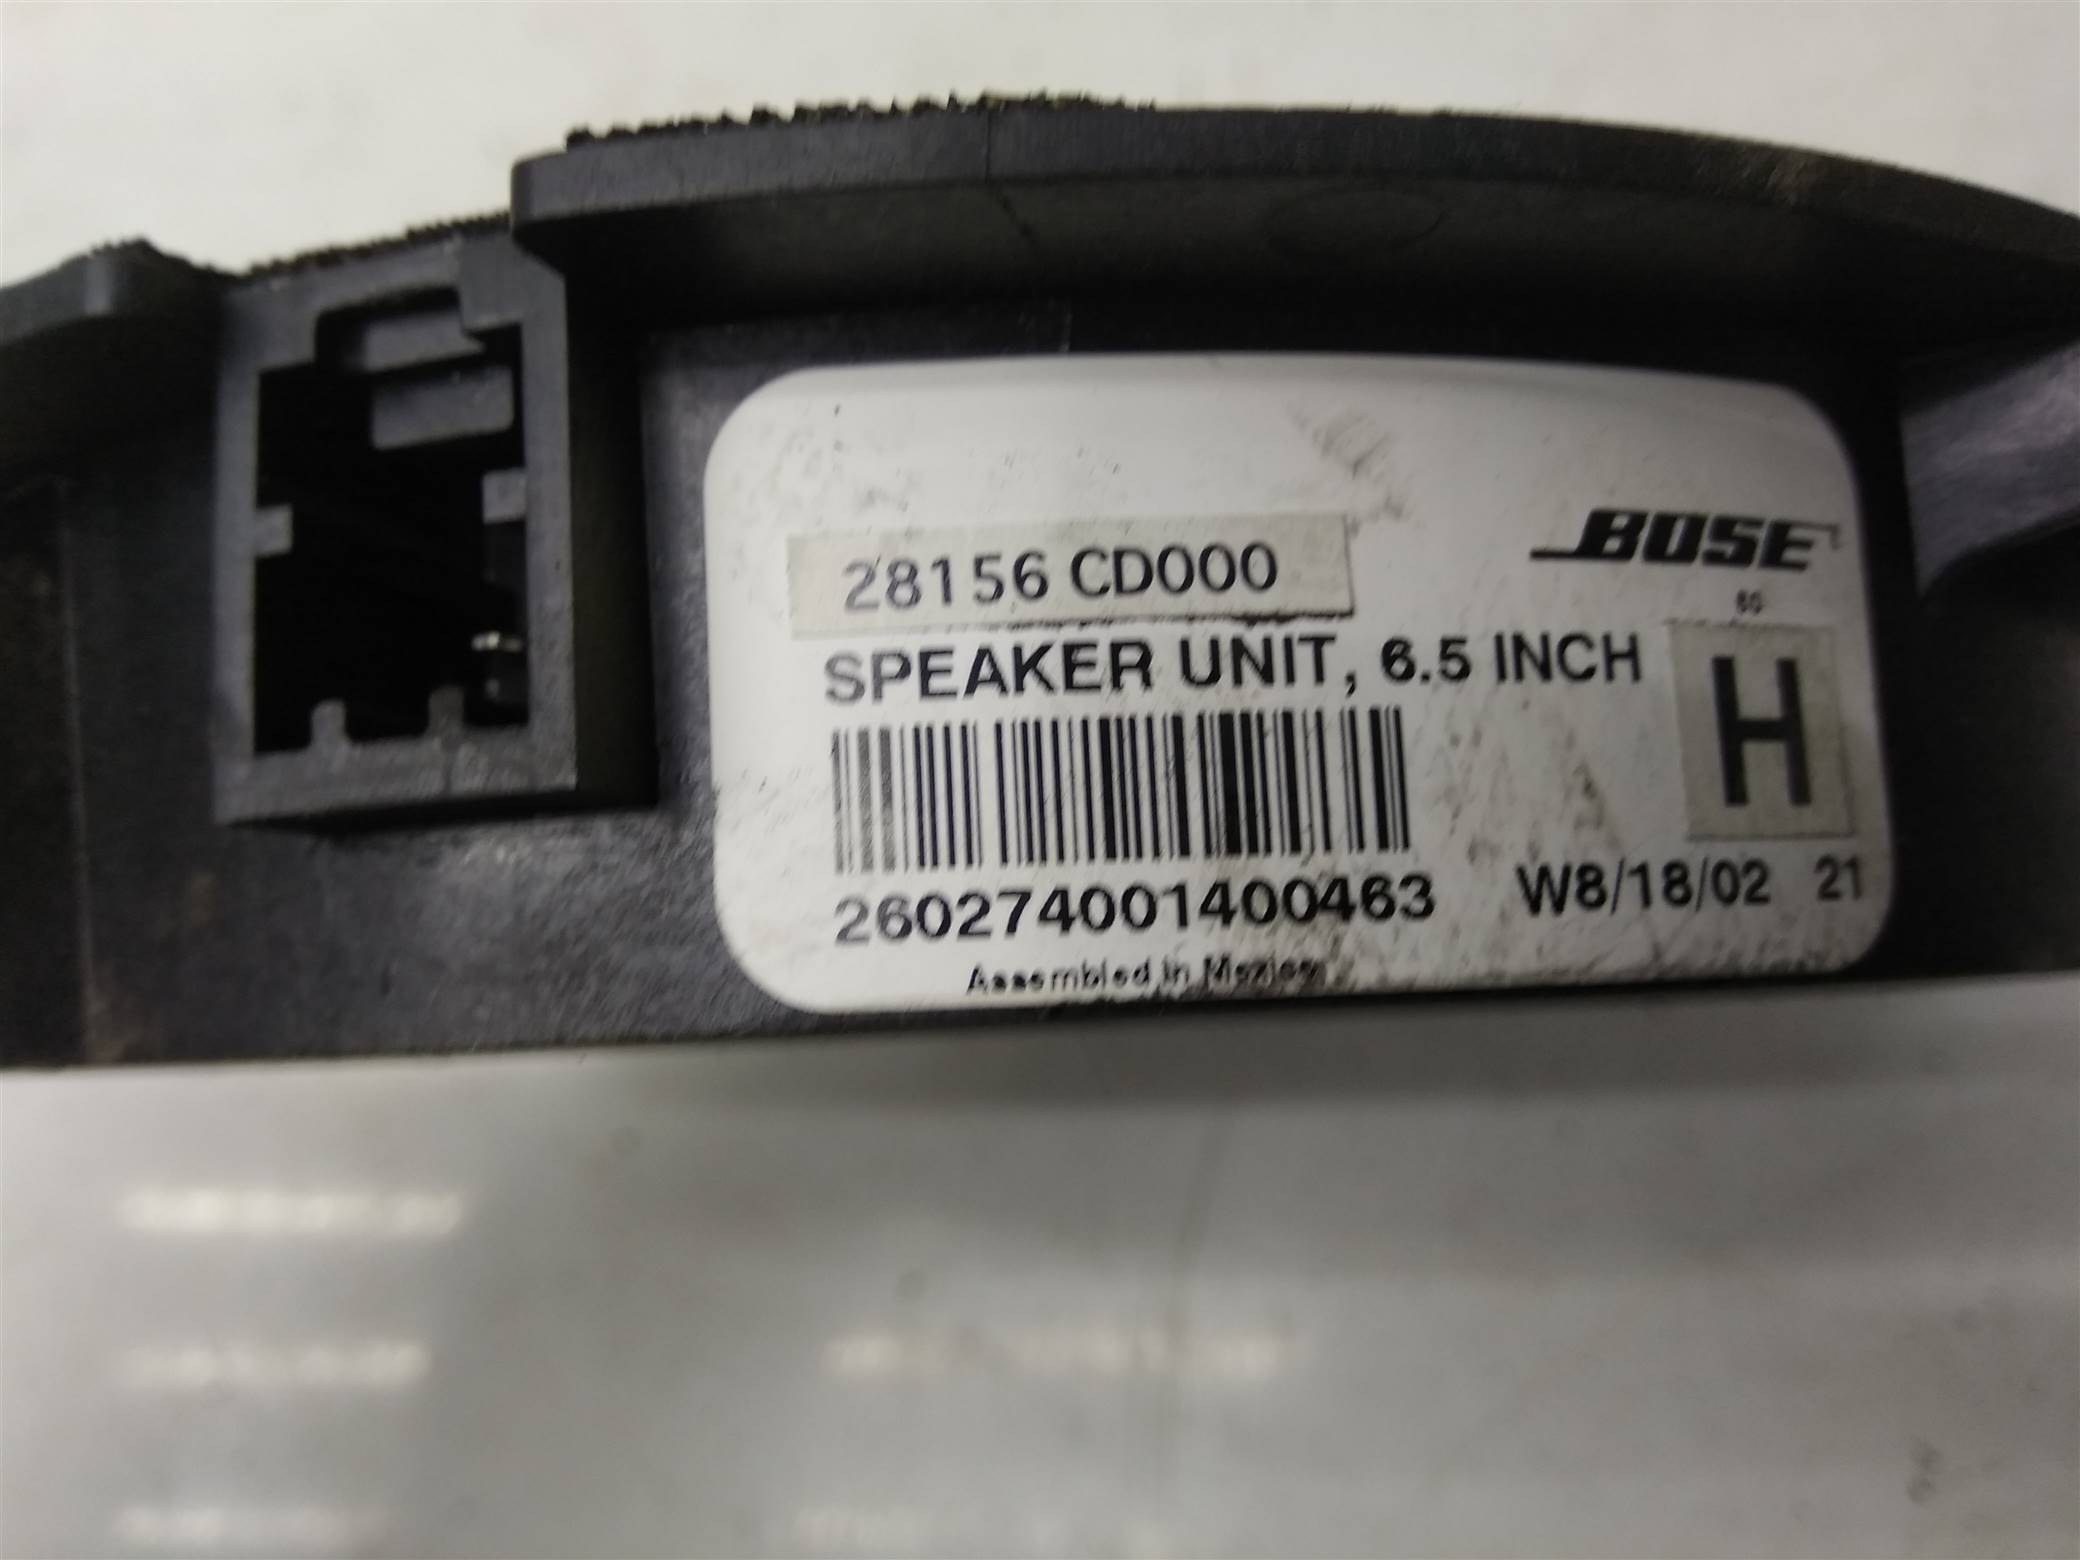 BOSE
28156 CD000
SPEAKER UNIT, 6.5 INCH
H
260274001400463
W8/18/02 21
Assembled in Mexico